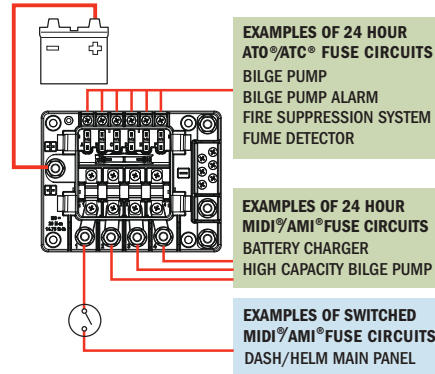 EXAMPLES OF 24 HOUR
ATO®/ATC® FUSE CIRCUITS
BILGE PUMP
BILGE PUMP ALARM
FIRE SUPPRESSION SYSTEM
FUME DETECTOR
EXAMPLES OF 24 HOUR
MIDI®/AMI® FUSE CIRCUITS
BATTERY CHARGER
HIGH CAPACITY BILGE PUMP
EXAMPLES OF SWITCHED
MIDI®/AMI® FUSE CIRCUITS
DASH/HELM MAIN PANEL